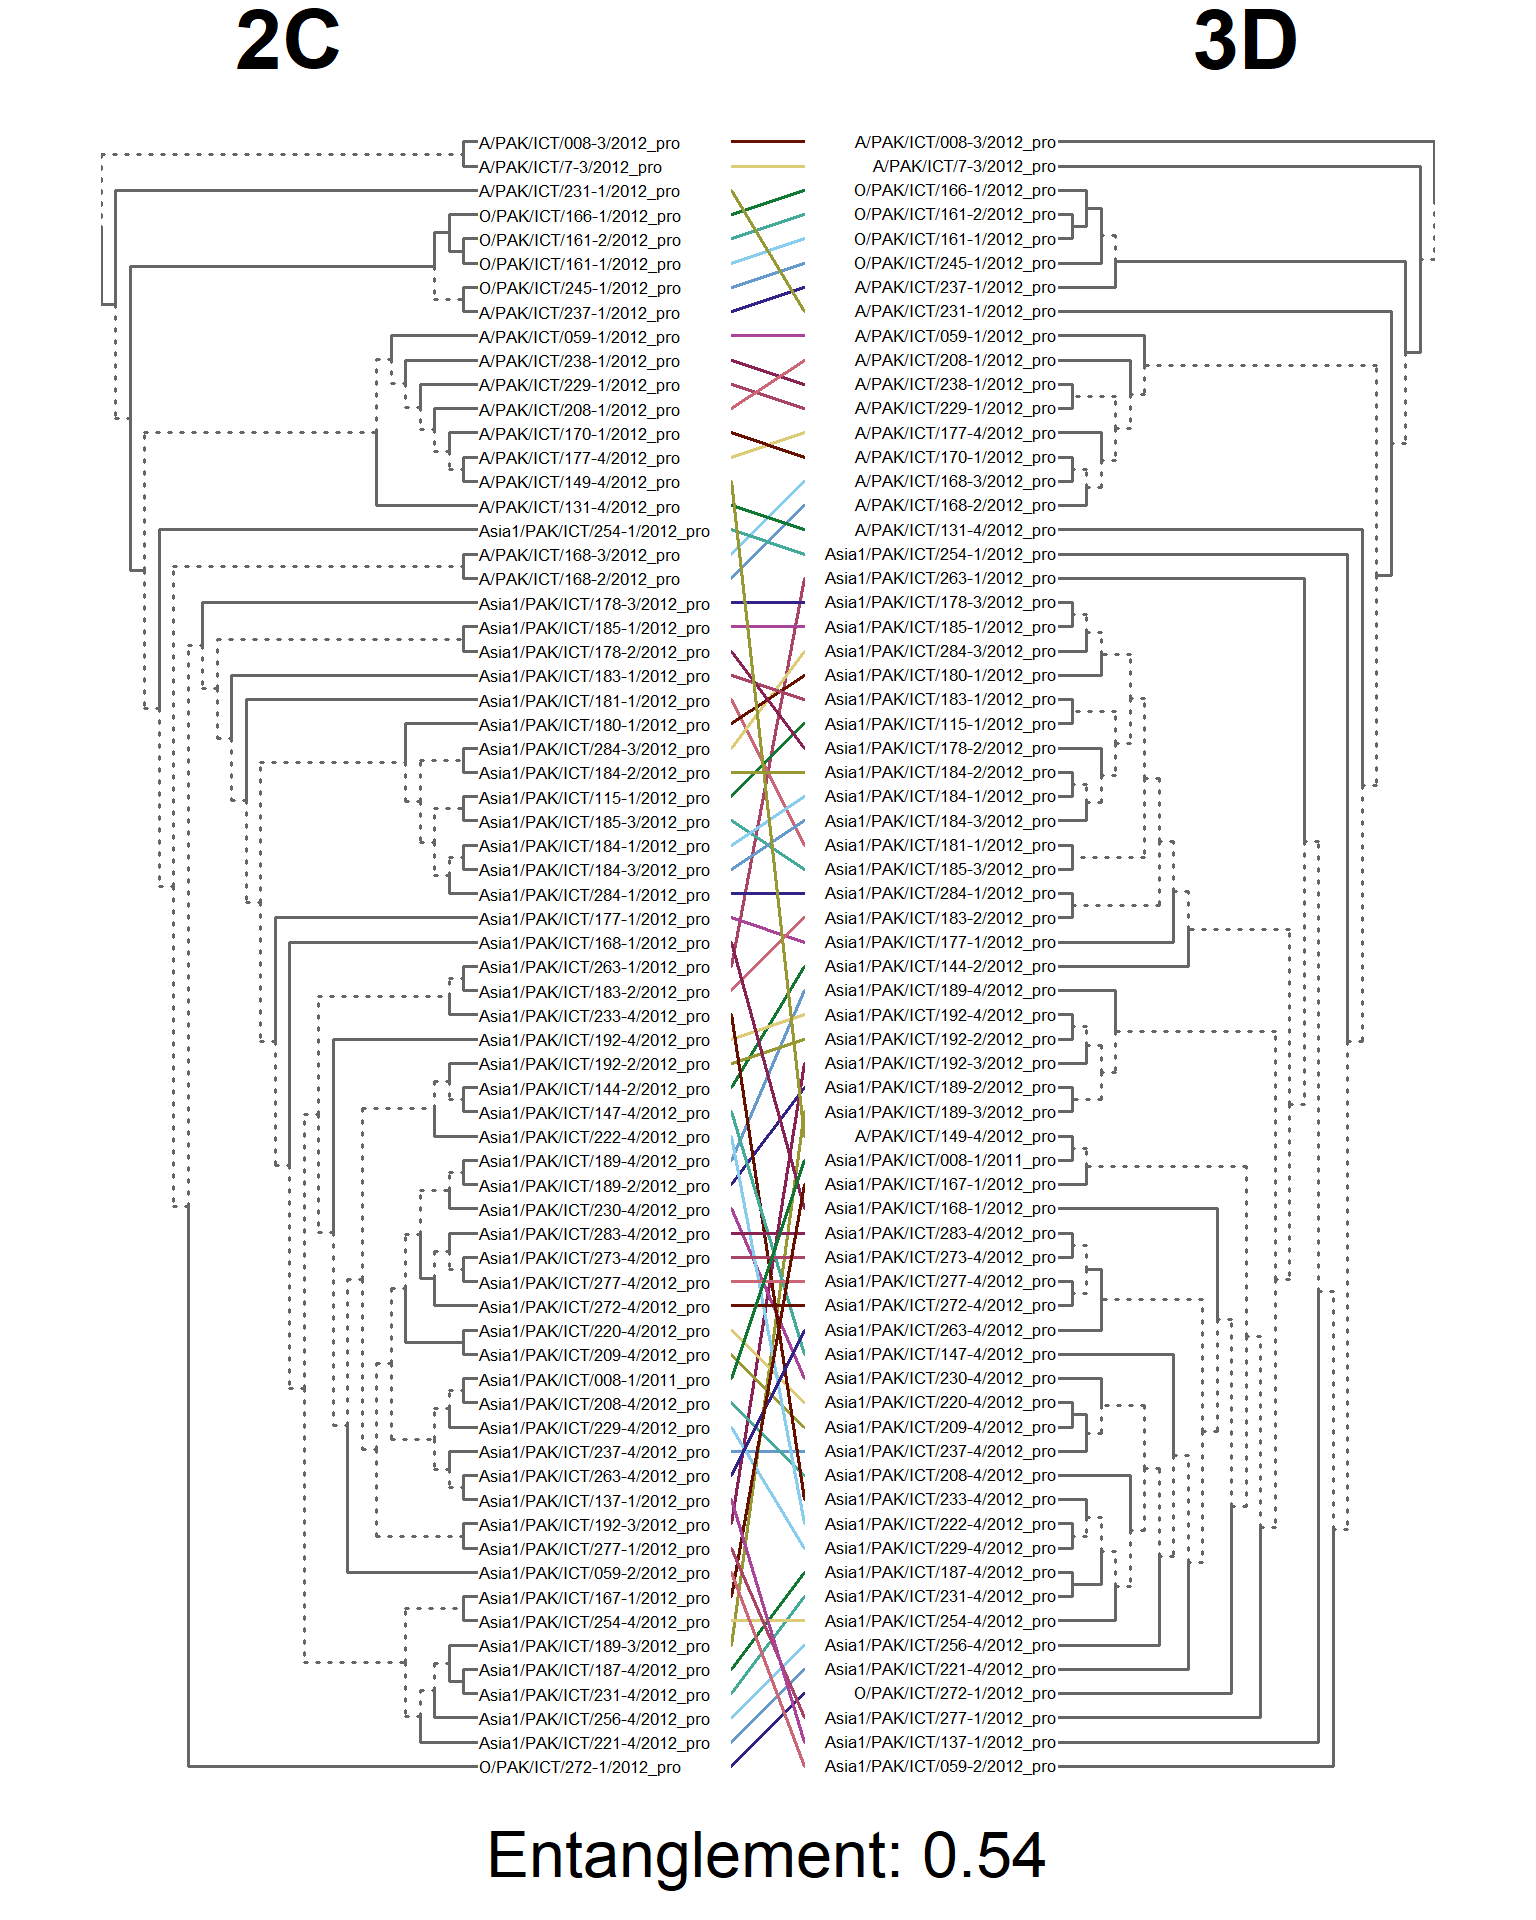 2C 3D
A/PAK/ICT/008-3/2012_pro A/PAK/ICT/008-3/2012_pro
A/PAK/ICT/7-3/2012_pro A/PAK/ICT/7-3/2012_pro
A/PAK/ICT/231-1/2012_pro O/PAK/ICT/166-1/2012_pro
O/PAK/ICT/166-1/2012_pro O/PAK/ICT/161-2/2012_pro
O/PAK/ICT/161-2/2012_pro O/PAK/ICT/161-1/2012_pro
O/PAK/ICT/161-1/2012_pro O/PAK/ICT/245-1/2012_pro
O/PAK/ICT/245-1/2012_pro A/PAK/ICT/237-1/2012_pro
A/PAK/ICT/237-1/2012_pro A/PAK/ICT/231-1/2012_pro
A/PAK/ICT/059-1/2012_pro A/PAK/ICT/059-1/2012_pro
A/PAK/ICT/238-1/2012_pro A/PAK/ICT/208-1/2012_pro
A/PAK/ICT/229-1/2012_pro A/PAK/ICT/238-1/2012_pro
A/PAK/ICT/208-1/2012_pro A/PAK/ICT/229-1/2012_pro
A/PAK/ICT/170-1/2012_pro A/PAK/ICT/177-4/2012_pro
A/PAK/ICT/177-4/2012_pro A/PAK/ICT/170-1/2012_pro
A/PAK/ICT/149-4/2012_pro A/PAK/ICT/168-3/2012_pro
A/PAK/ICT/131-4/2012_pro A/PAK/ICT/168-2/2012_pro
Asia1/PAK/ICT/254-1/2012_pro A/PAK/ICT/131-4/2012_pro
A/PAK/ICT/168-3/2012_pro Asia1/PAK/ICT/254-1/2012_pro
A/PAK/ICT/168-2/2012_pro Asia1/PAK/ICT/263-1/2012_pro
Asia1/PAK/ICT/178-3/2012_pro Asia1/PAK/ICT/178-3/2012_pro
Asia1/PAK/ICT/185-1/2012_pro Asia1/PAK/ICT/185-1/2012_pro
Asia1/PAK/ICT/178-2/2012_pro Asia1/PAK/ICT/284-3/2012_pro
Asia1/PAK/ICT/183-1/2012_pro Asia1/PAK/ICT/180-1/2012_pro
Asia1/PAK/ICT/181-1/2012_pro Asia1/PAK/ICT/183-1/2012_pro
Asia1/PAK/ICT/180-1/2012_pro Asia1/PAK/ICT/115-1/2012_pro
Asia1/PAK/ICT/284-3/2012_pro Asia1/PAK/ICT/178-2/2012_pro
Asia1/PAK/ICT/184-2/2012_pro Asia1/PAK/ICT/184-2/2012_pro
Asia1/PAK/ICT/115-1/2012_pro Asia1/PAK/ICT/184-1/2012_pro
Asia1/PAK/ICT/185-3/2012_pro Asia1/PAK/ICT/184-3/2012_pro
Asia1/PAK/ICT/184-1/2012_pro Asia1/PAK/ICT/181-1/2012_pro
Asia1/PAK/ICT/184-3/2012_pro Asia1/PAK/ICT/185-3/2012_pro
Asia1/PAK/ICT/284-1/2012_pro Asia1/PAK/ICT/284-1/2012_pro
Asia1/PAK/ICT/177-1/2012_pro Asia1/PAK/ICT/183-2/2012_pro
Asia1/PAK/ICT/168-1/2012_pro Asia1/PAK/ICT/177-1/2012_pro
Asia1/PAK/ICT/263-1/2012_pro Asia1/PAK/ICT/144-2/2012_pro
Asia1/PAK/ICT/183-2/2012_pro Asia1/PAK/ICT/189-4/2012_pro
Asia1/PAK/ICT/233-4/2012_pro Asia1/PAK/ICT/192-4/2012_pro
Asia1/PAK/ICT/192-4/2012_pro Asia1/PAK/ICT/192-2/2012_pro
Asia1/PAK/ICT/192-2/2012_pro Asia1/PAK/ICT/192-3/2012_pro
Asia1/PAK/ICT/144-2/2012_pro Asia1/PAK/ICT/189-2/2012_pro
Asia1/PAK/ICT/147-4/2012_pro Asia1/PAK/ICT/189-3/2012_pro
Asia1/PAK/ICT/222-4/2012_pro A/PAK/ICT/149-4/2012_pro
Asia1/PAK/ICT/189-4/2012_pro Asia1/PAK/ICT/008-1/2011_pro
Asia1/PAK/ICT/189-2/2012_pro Asia1/PAK/ICT/167-1/2012_pro
Asia1/PAK/ICT/230-4/2012_pro Asia1/PAK/ICT/168-1/2012_pro
Asia1/PAK/ICT/283-4/2012_pro Asia1/PAK/ICT/283-4/2012_pro
Asia1/PAK/ICT/273-4/2012_pro Asia1/PAK/ICT/273-4/2012_pro
Asia1/PAK/ICT/277-4/2012_pro Asia1/PAK/ICT/277-4/2012_pro
Asia1/PAK/ICT/272-4/2012_pro Asia1/PAK/ICT/272-4/2012_pro
Asia1/PAK/ICT/220-4/2012_pro Asia1/PAK/ICT/263-4/2012_pro
Asia1/PAK/ICT/209-4/2012_pro Asia1/PAK/ICT/147-4/2012_pro
Asia1/PAK/ICT/008-1/2011_pro Asia1/PAK/ICT/230-4/2012_pro
Asia1/PAK/ICT/208-4/2012_pro Asia1/PAK/ICT/220-4/2012_pro
Asia1/PAK/ICT/229-4/2012_pro Asia1/PAK/ICT/209-4/2012_pro
Asia1/PAK/ICT/237-4/2012_pro Asia1/PAK/ICT/237-4/2012_pro
Asia1/PAK/ICT/263-4/2012_pro Asia1/PAK/ICT/208-4/2012_pro
Asia1/PAK/ICT/137-1/2012_pro Asia1/PAK/ICT/233-4/2012_pro
Asia1/PAK/ICT/192-3/2012_pro Asia1/PAK/ICT/222-4/2012_pro
Asia1/PAK/ICT/277-1/2012_pro Asia1/PAK/ICT/229-4/2012_pro
Asia1/PAK/ICT/059-2/2012_pro Asia1/PAK/ICT/187-4/2012_pro
Asia1/PAK/ICT/167-1/2012_pro Asia1/PAK/ICT/231-4/2012_pro
Asia1/PAK/ICT/254-4/2012_pro Asia1/PAK/ICT/254-4/2012_pro
Asia1/PAK/ICT/189-3/2012_pro Asia1/PAK/ICT/256-4/2012_pro
Asia1/PAK/ICT/187-4/2012_pro Asia1/PAK/ICT/221-4/2012_pro
Asia1/PAK/ICT/231-4/2012_pro O/PAK/ICT/272-1/2012_pro
Asia1/PAK/ICT/256-4/2012_pro Asia1/PAK/ICT/277-1/2012_pro
Asia1/PAK/ICT/221-4/2012_pro Asia1/PAK/ICT/137-1/2012_pro
O/PAK/ICT/272-1/2012_pro Asia1/PAK/ICT/059-2/2012_pro
Entanglement: 0.54